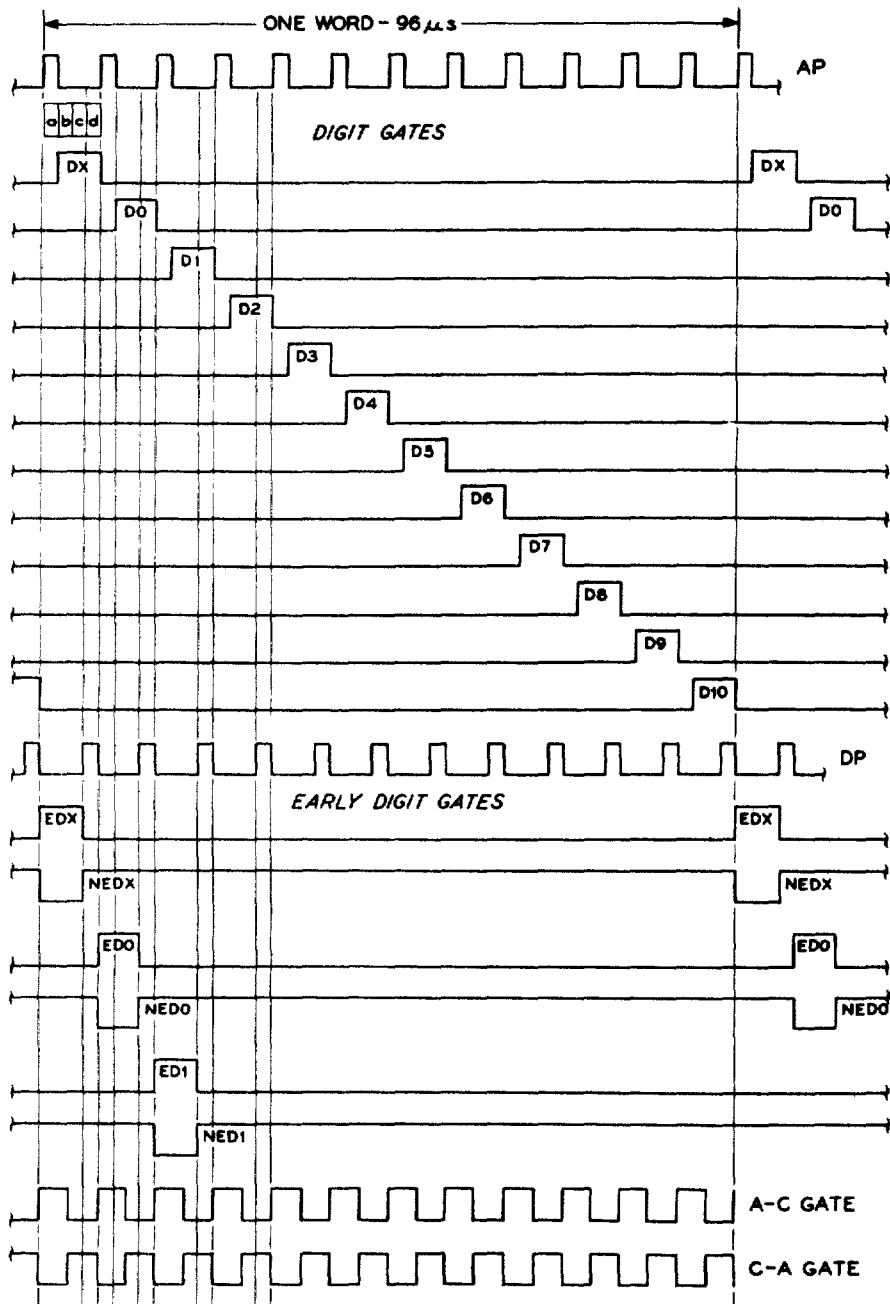 ONE WORD - 96 μs
AP
a b c d
DIGIT GATES
DX DX
D0 D0
D1
D2
D3
D4
D5
D6
D7
D8
D9
D10
DP
EARLY DIGIT GATES
EDX EDX
NEDX NEDX
ED0 ED0
NED0 NED0
ED1
NED1
A-C GATE
C-A GATE